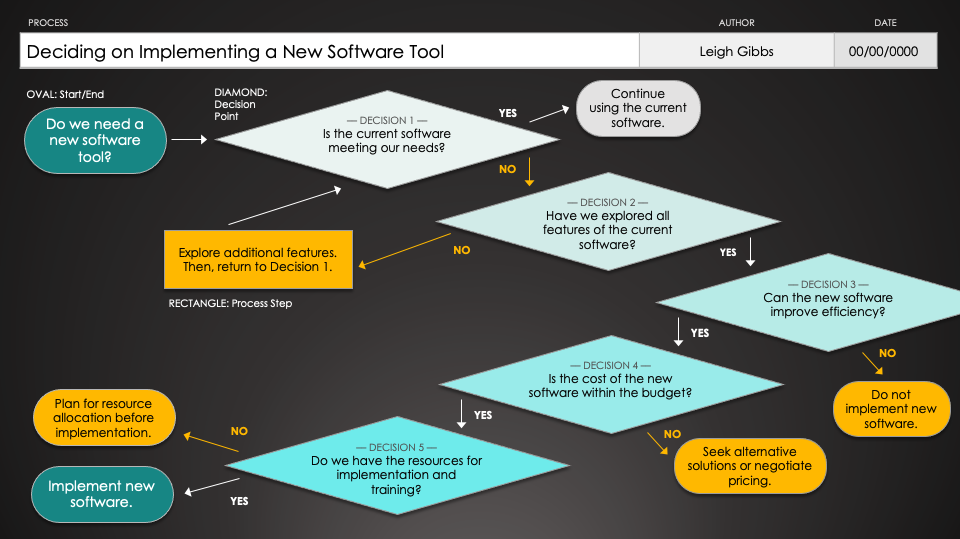 PROCESS
AUTHOR
DATE
Deciding on Implementing a New Software Tool
Leigh Gibbs
00/00/0000
OVAL: Start/End
Do we need a
new software
tool?
DIAMOND:
Decision
Point
— DECISION 1 —
Is the current software
meeting our needs?
YES
Continue
using the current
software.
NO
— DECISION 2 —
Have we explored all
features of the current
software?
NO
Explore additional features.
Then, return to Decision 1.
RECTANGLE: Process Step
YES
— DECISION 3 —
Can the new software
improve efficiency?
NO
Do not
implement new
software.
YES
— DECISION 4 —
Is the cost of the new
software within the budget?
NO
Seek alternative
solutions or negotiate
pricing.
YES
— DECISION 5 —
Do we have the resources for
implementation and
training?
NO
Plan for resource
allocation before
implementation.
YES
Implement new
software.